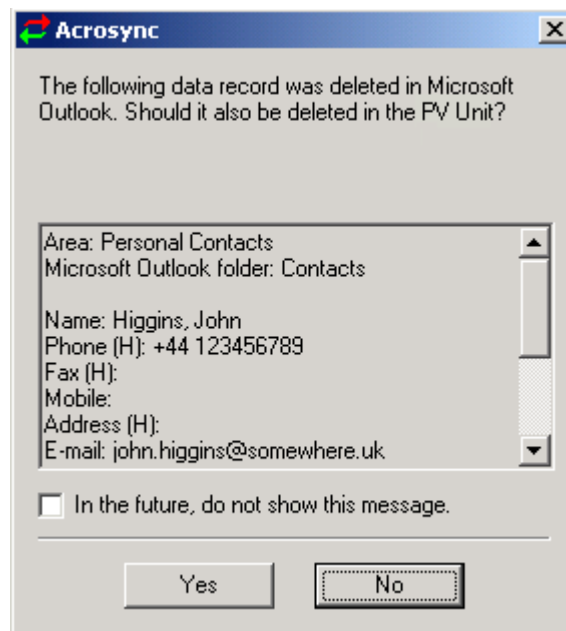 Acrosync
The following data record was deleted in Microsoft
Outlook. Should it also be deleted in the PV Unit?
Area: Personal Contacts
Microsoft Outlook folder: Contacts
Name: Higgins, John
Phone (H): +44 123456789
Fax (H):
Mobile:
Address (H):
E-mail: john.higgins@somewhere.uk
In the future, do not show this message.
Yes
No